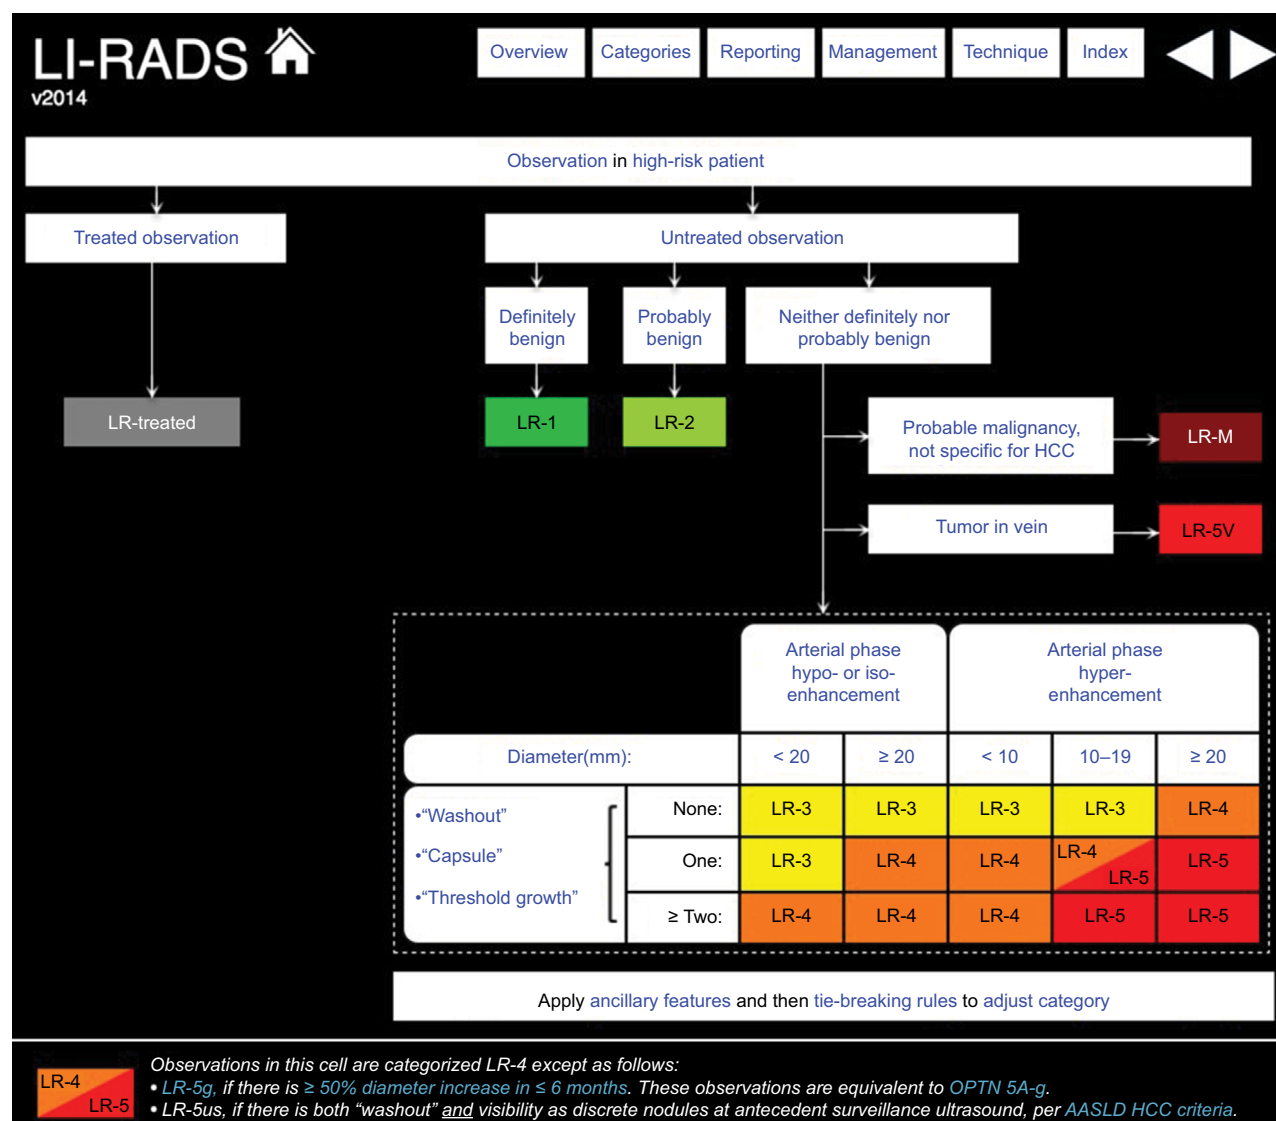 LI-RADS
v2014
Overview Categories Reporting Management Technique Index
Observation in high-risk patient
Treated observation
Untreated observation
Definitely
benign
Probably
benign
Neither definitely nor
probably benign
LR-treated
LR-1
LR-2
Probable malignancy,
not specific for HCC
LR-M
Tumor in vein
LR-5V
Arterial phase
hypo- or iso-
enhancement
Arterial phase
hyper-
enhancement
Diameter(mm): < 20 ≥ 20 < 10 10–19 ≥ 20
•“Washout”
•“Capsule”
•“Threshold growth”
None: LR-3 LR-3 LR-3 LR-3 LR-4
One: LR-3 LR-4 LR-4 LR-4 LR-5 LR-5
≥ Two: LR-4 LR-4 LR-4 LR-5 LR-5
Apply ancillary features and then tie-breaking rules to adjust category
LR-4
LR-5
Observations in this cell are categorized LR-4 except as follows:
• LR-5g, if there is ≥ 50% diameter increase in ≤ 6 months. These observations are equivalent to OPTN 5A-g.
• LR-5us, if there is both “washout” and visibility as discrete nodules at antecedent surveillance ultrasound, per AASLD HCC criteria.